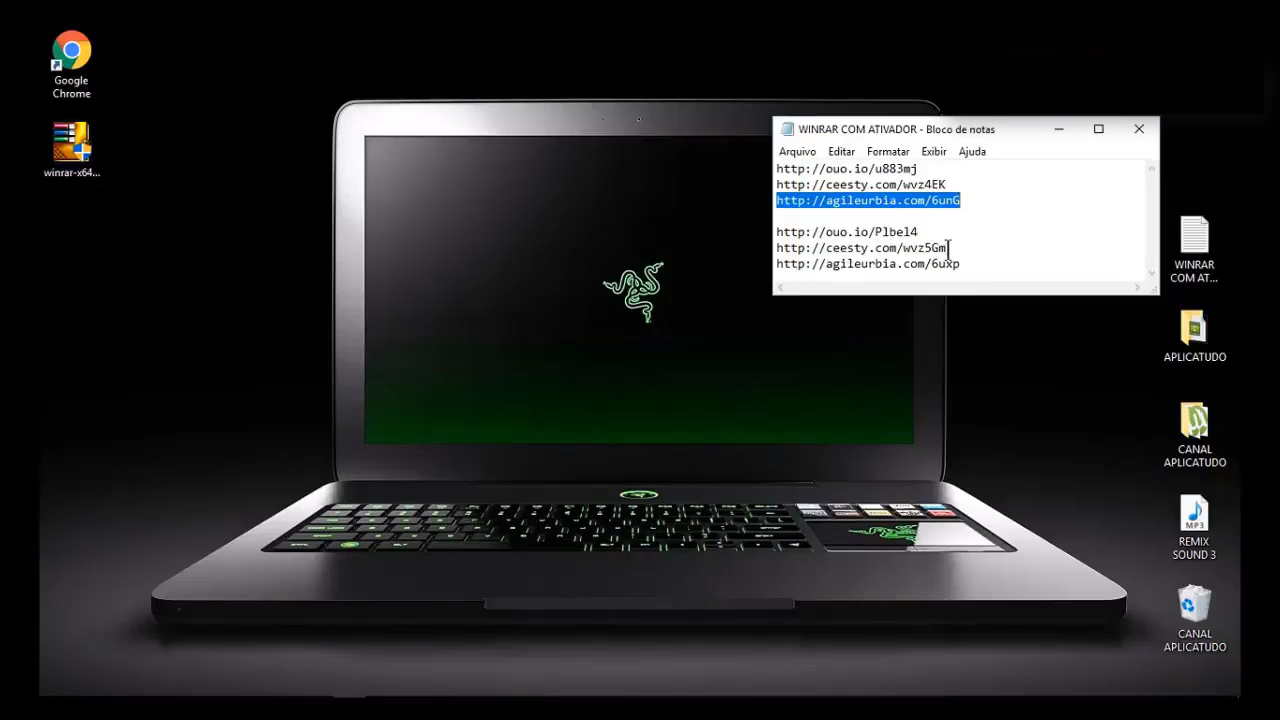 Google
Chrome
winrar-x64...
WINRAR COM ATIVADOR - Bloco de notas
Arquivo Editar Formatar Exibir Ajuda
http://ouo.io/u883mj
http://ceesty.com/wvz4EK
http://agileurbia.com/6unG
http://ouo.io/P1bel4
http://ceesty.com/wvz5Gm
http://agileurbia.com/6uxp
WINRAR
COM AT...
APLICATUDO
CANAL
APLICATUDO
MP3
REMIX
SOUND 3
CANAL
APLICATUDO